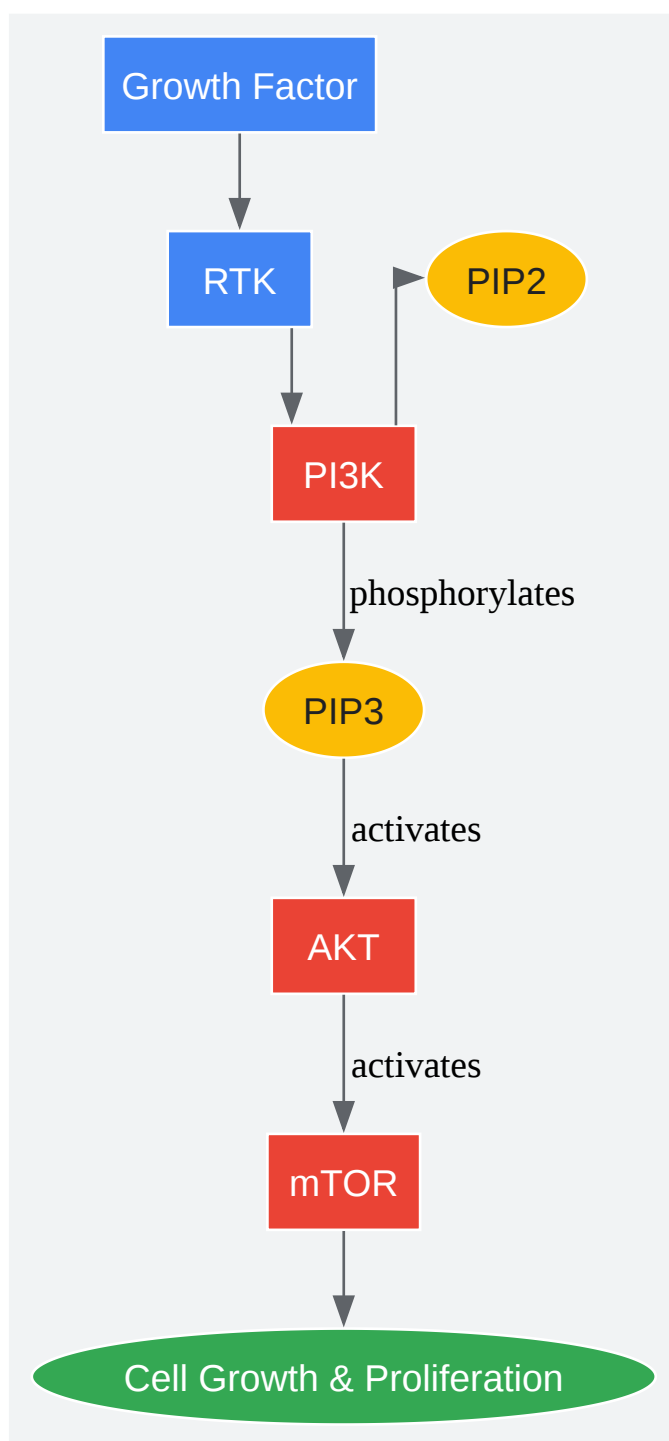 Growth Factor
RTK
PIP2
PI3K
phosphorylates
PIP3
activates
AKT
activates
mTOR
Cell Growth & Proliferation